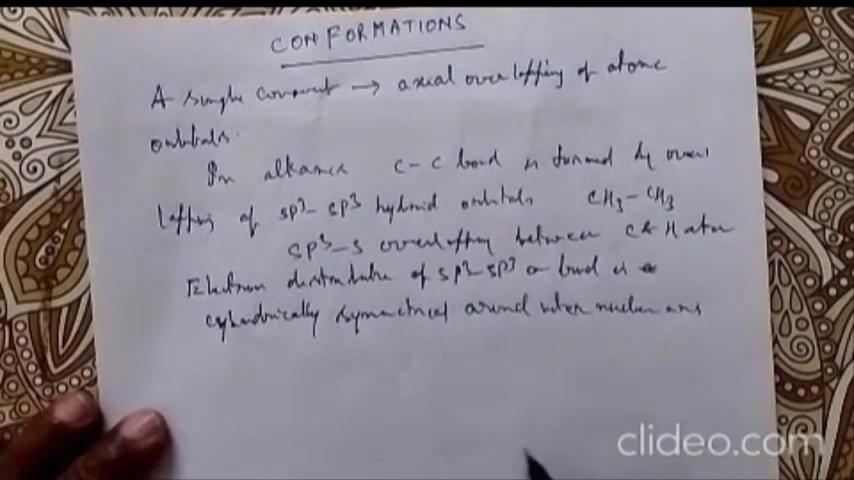 CONFORMATIONS
A single covalent → axial overlapping of atomic
orbitals.
In alkanes C-C bond is formed by over
lapping of sp³-sp³ hybrid orbitals CH₃-CH₃
sp³-s overlapping between C & H atom
Electron distribution of sp³-sp³ σ bond is
cylindrically symmetrical around inter nuclear axis
clideo.com